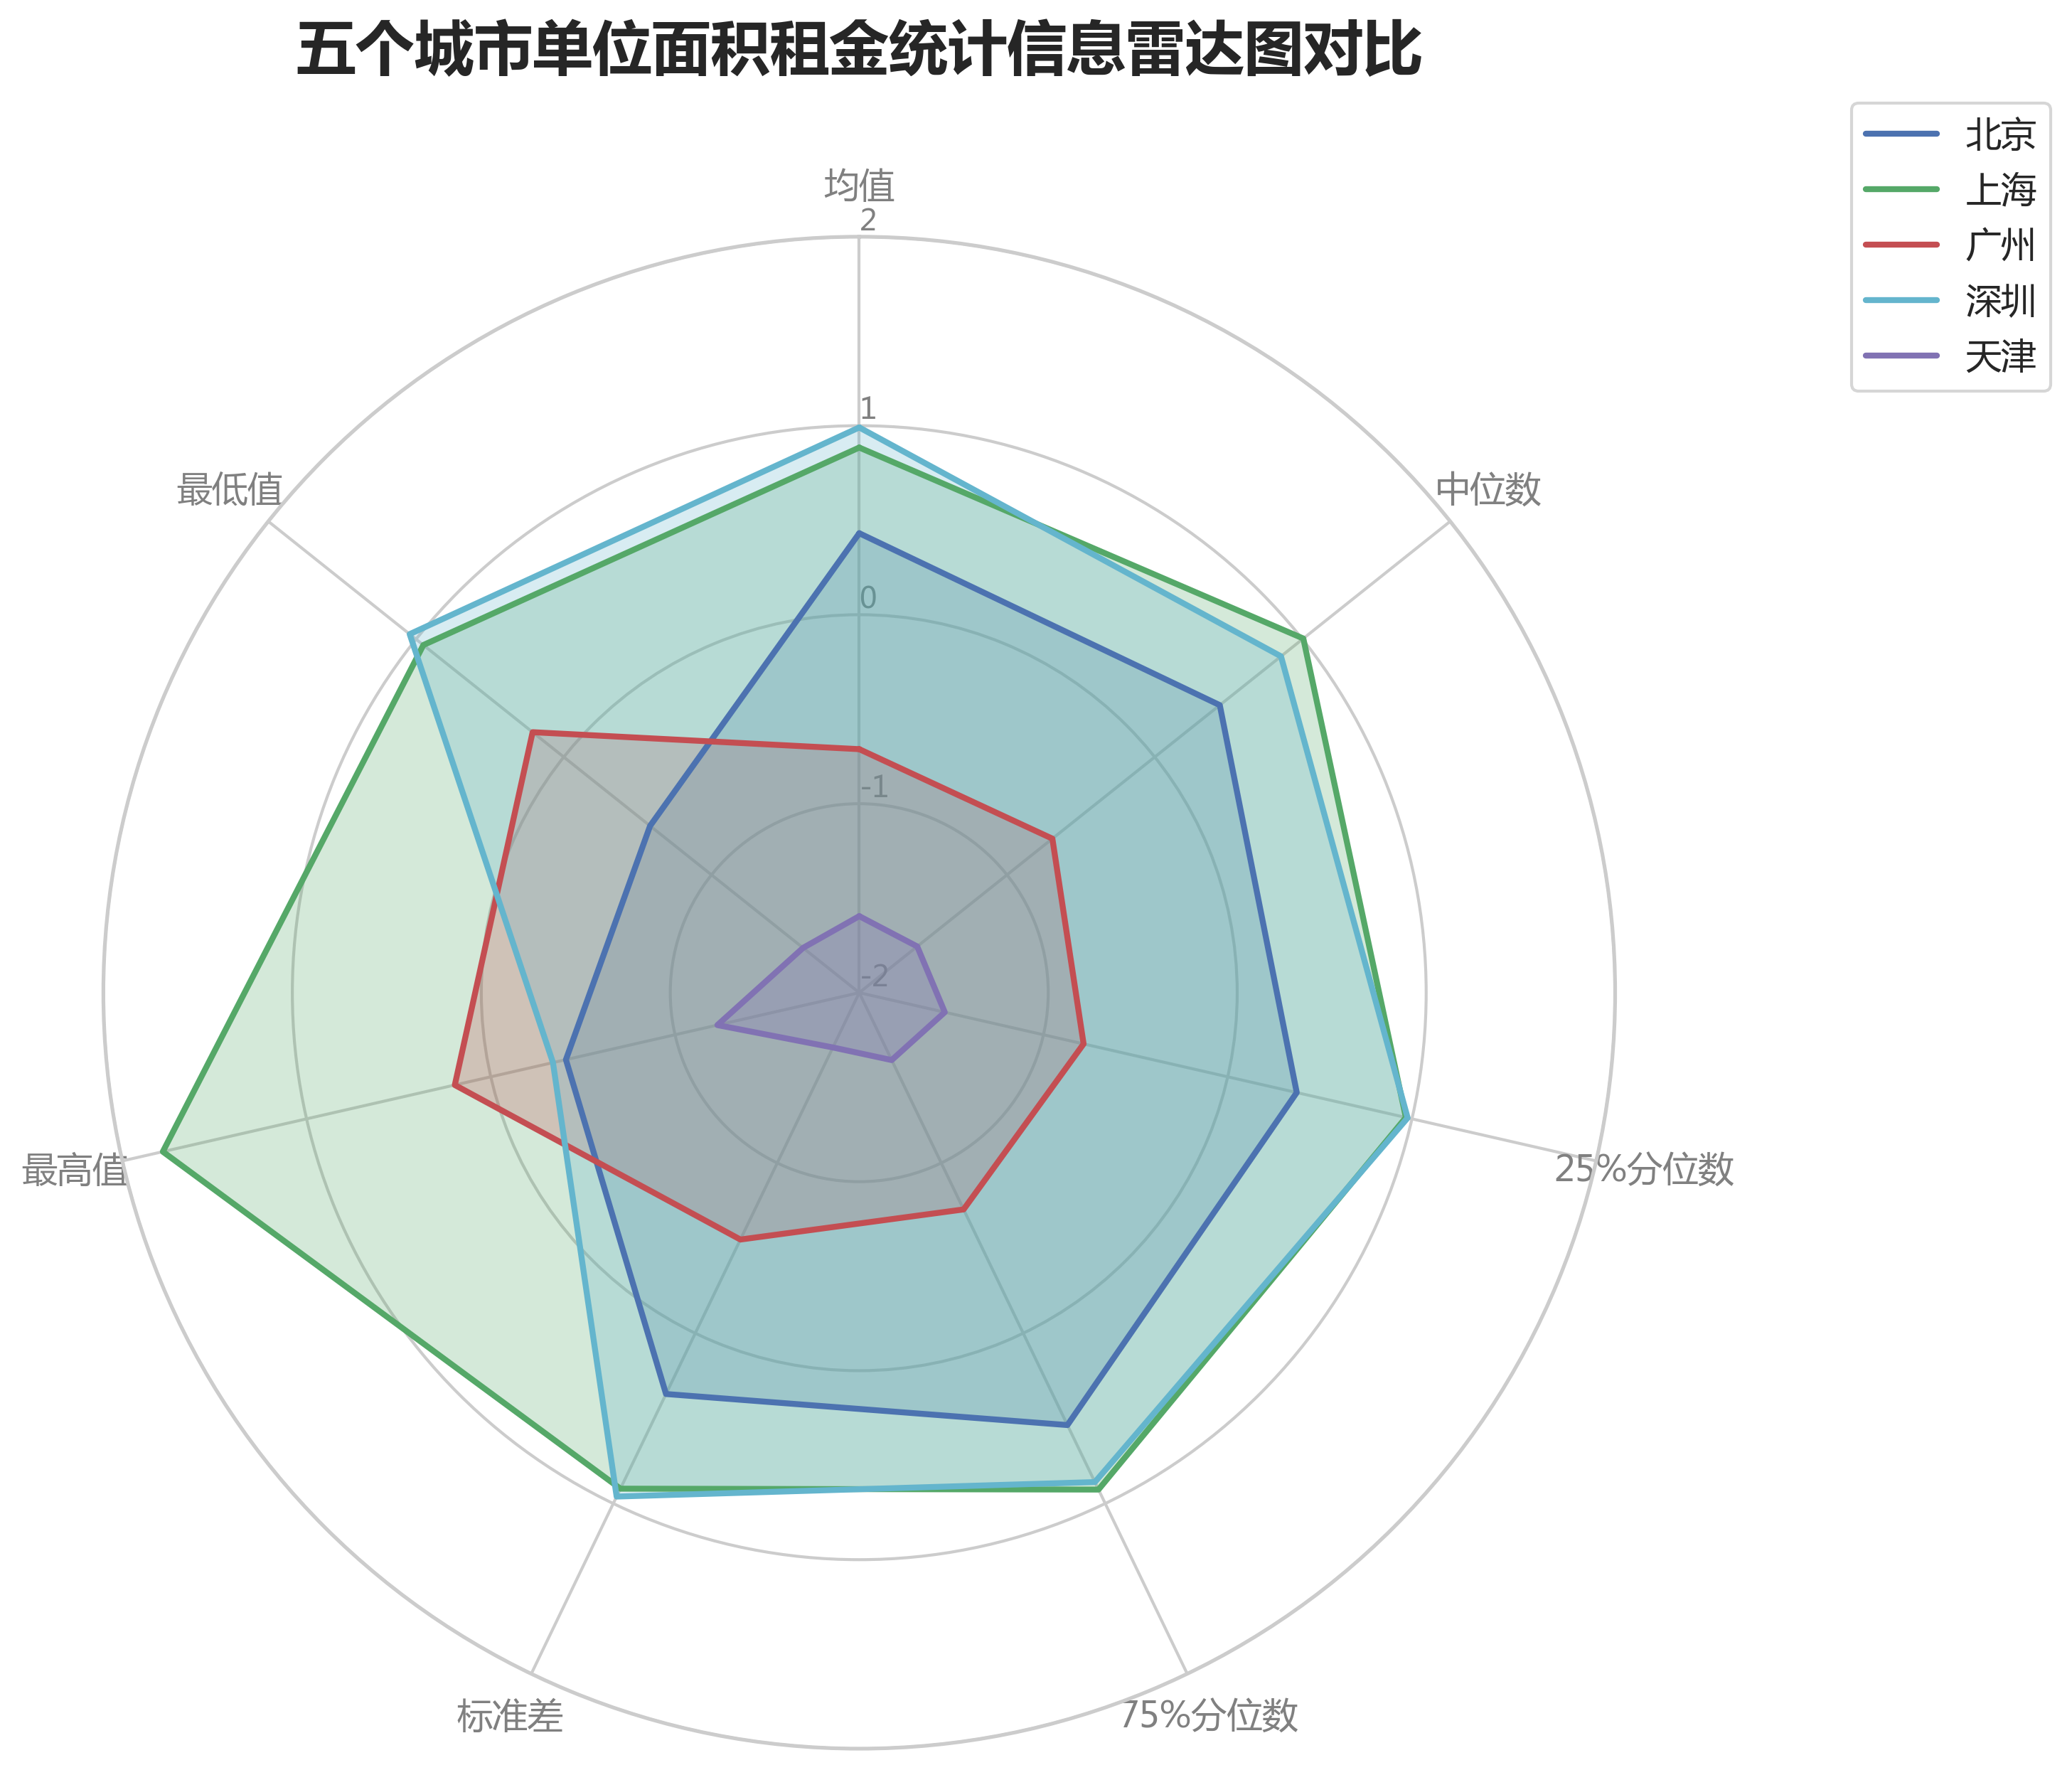 五个城市单位面积租金统计信息雷达图对比
北京
上海
广州
深圳
天津
均值
2
1
0
-1
-2
最低值
中位数
最高值
25%分位数
标准差
75%分位数